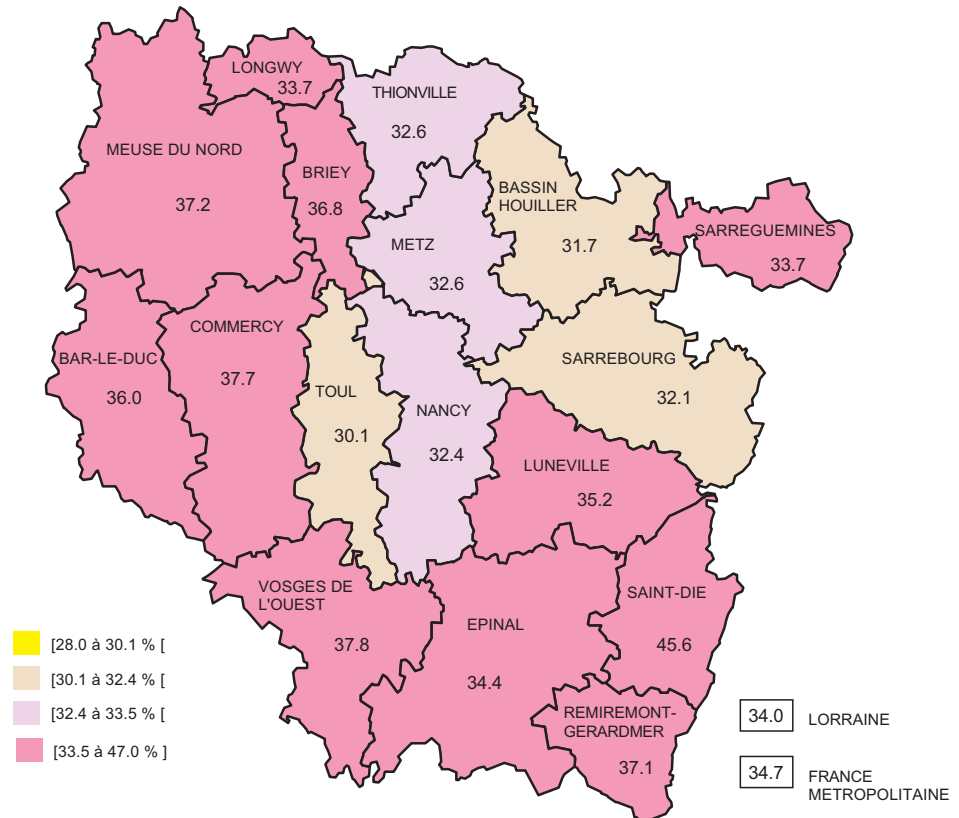 LONGWY
33.7
THIONVILLE
32.6
MEUSE DU NORD
37.2
BRIEY
36.8
BASSIN
HOUILLER
31.7
METZ
32.6
SARREGUEMINES
33.7
COMMERCY
37.7
BAR-LE-DUC
36.0
TOUL
30.1
NANCY
32.4
SARREBOURG
32.1
LUNEVILLE
35.2
VOSGES DE
L'OUEST
37.8
EPINAL
34.4
SAINT-DIE
45.6
REMIREMONT-
GERARDMER
37.1
[28.0 à 30.1 % [
[30.1 à 32.4 % [
[32.4 à 33.5 % [
[33.5 à 47.0 % ]
34.0 LORRAINE
34.7 FRANCE
METROPOLITAINE